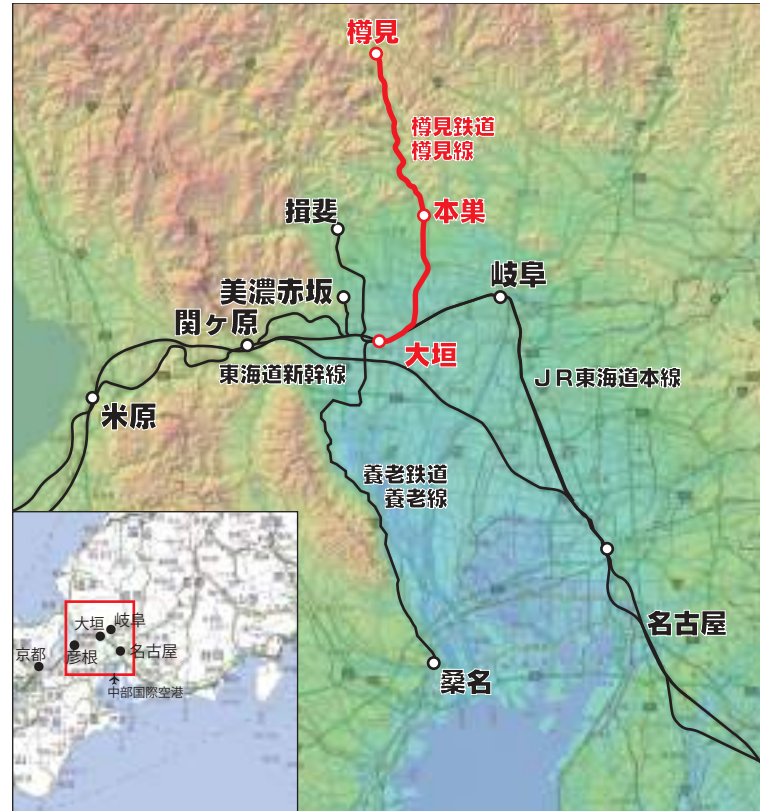 樽見
樽見鉄道
樽見線
揖斐
本巣
美濃赤坂
岐阜
関ヶ原
大垣
東海道新幹線
JR東海道本線
米原
養老鉄道
養老線
名古屋
桑名
大垣
岐阜
京都
彦根
名古屋
中部国際空港